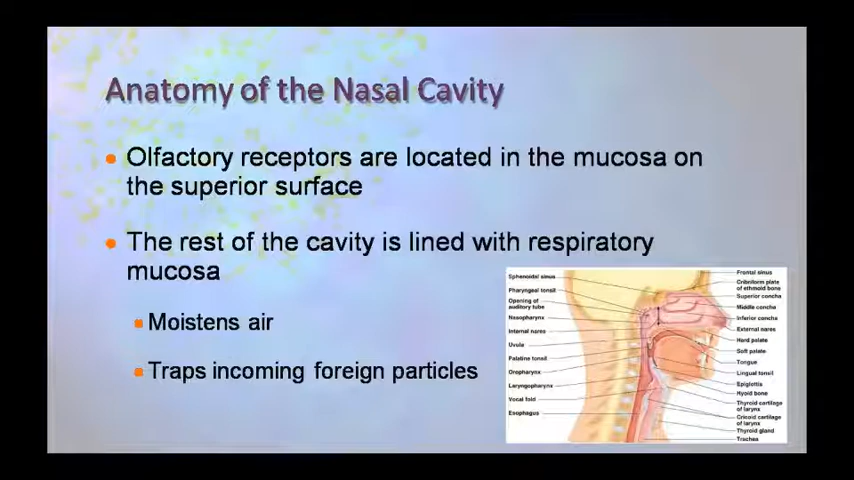 Anatomy of the Nasal Cavity
Olfactory receptors are located in the mucosa on
the superior surface
The rest of the cavity is lined with respiratory
mucosa
Moistens air
Traps incoming foreign particles
Sphenoidal sinus
Pharyngeal tonsil
Opening of
auditory tube
Nasopharynx
Internal nares
Uvula
Palatine tonsil
Oropharynx
Laryngopharynx
Vocal fold
Esophagus
Frontal sinus
Cribriform plate
of ethmoid bone
Superior concha
Middle concha
Inferior concha
External nares
Hard palate
Soft palate
Tongue
Lingual tonsil
Epiglottis
Hyoid bone
Thyroid cartilage
of larynx
Cricoid cartilage
of larynx
Thyroid gland
Trachea